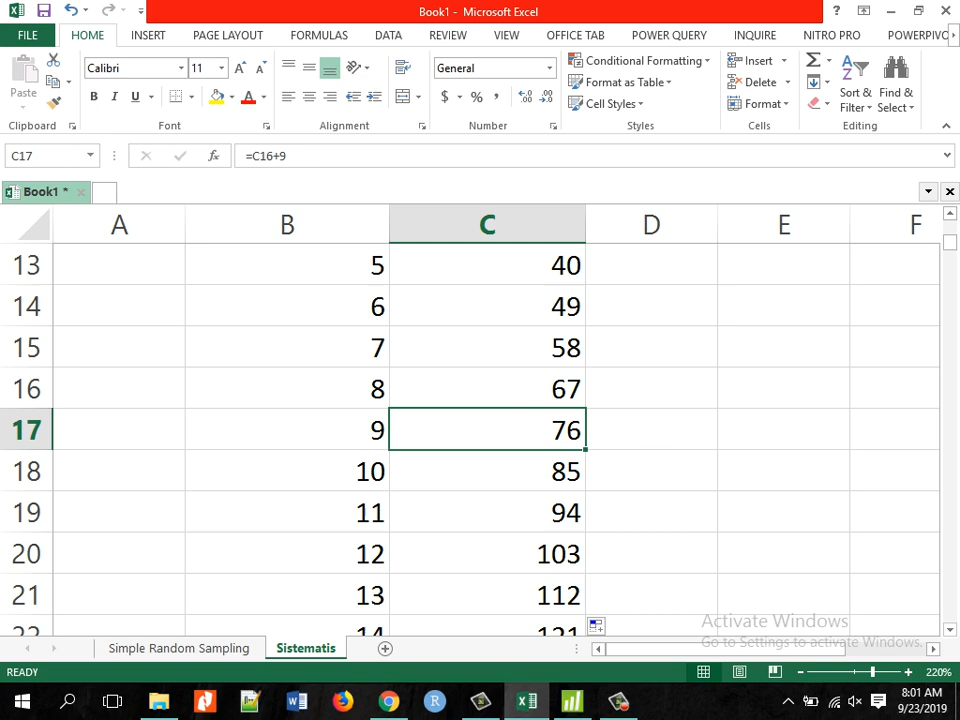 Book1 - Microsoft Excel
FILE HOME INSERT PAGE LAYOUT FORMULAS DATA REVIEW VIEW OFFICE TAB POWER QUERY INQUIRE NITRO PRO POWERPIVO
Paste
Calibri 11
General
Conditional Formatting
Format as Table
Cell Styles
Insert
Delete
Format
Sort & Filter
Find & Select
Clipboard Font Alignment Number Styles Cells Editing
C17 fx =C16+9
Book1 *
A B C D E F
13 5 40
14 6 49
15 7 58
16 8 67
17 9 76
18 10 85
19 11 94
20 12 103
21 13 112
22 14 121
Activate Windows
Go to Settings to activate Windows.
Simple Random Sampling Sistematis
READY 220%
8:01 AM
9/23/2019